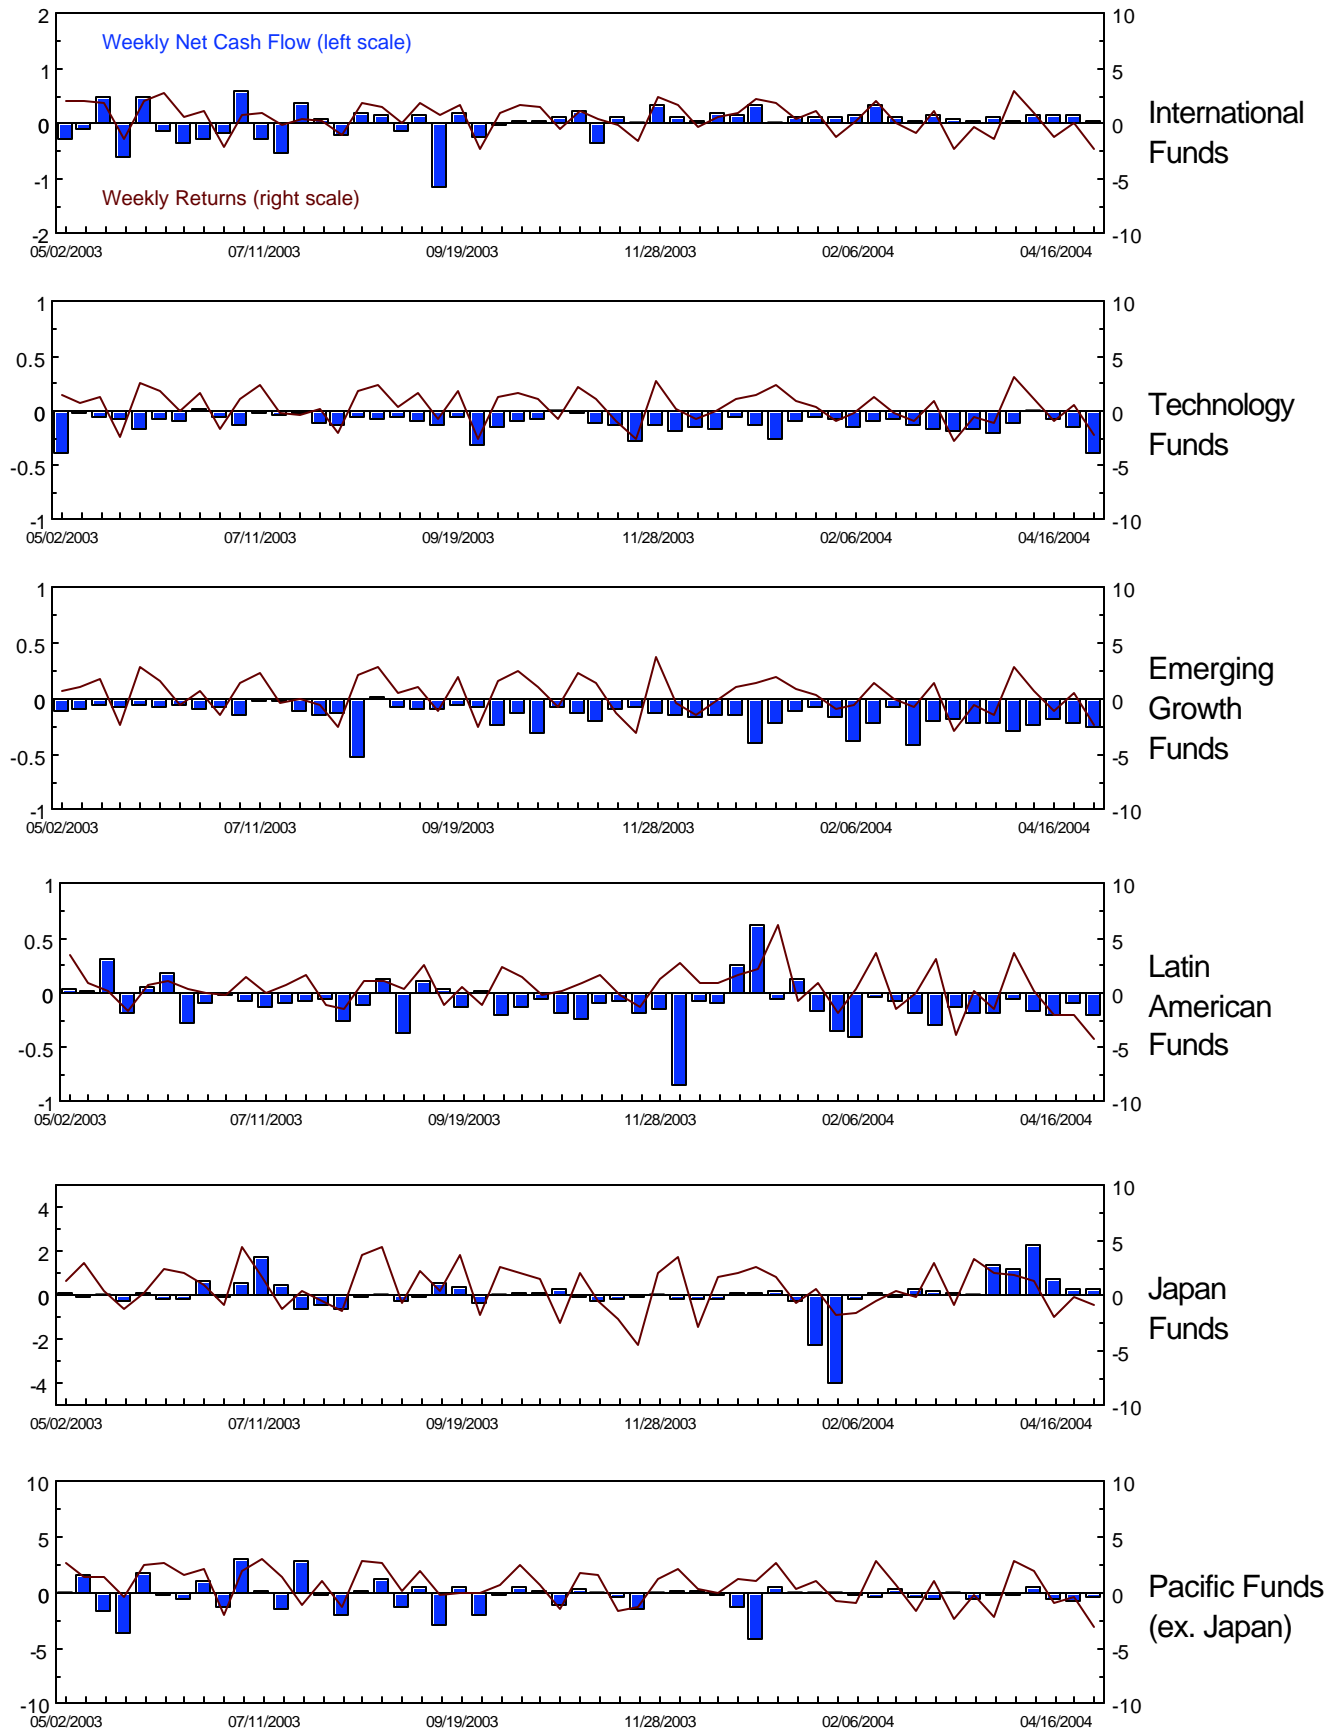 2
1
0
-1
-2
Weekly Net Cash Flow (left scale)
Weekly Returns (right scale)
10
5
0
-5
-10
05/02/2003 07/11/2003 09/19/2003 11/28/2003 02/06/2004 04/16/2004
International
Funds
1
0.5
0
-0.5
-1
10
5
0
-5
-10
05/02/2003 07/11/2003 09/19/2003 11/28/2003 02/06/2004 04/16/2004
Technology
Funds
1
0.5
0
-0.5
-1
10
5
0
-5
-10
05/02/2003 07/11/2003 09/19/2003 11/28/2003 02/06/2004 04/16/2004
Emerging
Growth
Funds
1
0.5
0
-0.5
-1
10
5
0
-5
-10
05/02/2003 07/11/2003 09/19/2003 11/28/2003 02/06/2004 04/16/2004
Latin
American
Funds
4
2
0
-2
-4
10
5
0
-5
-10
05/02/2003 07/11/2003 09/19/2003 11/28/2003 02/06/2004 04/16/2004
Japan
Funds
10
5
0
-5
-10
10
5
0
-5
-10
05/02/2003 07/11/2003 09/19/2003 11/28/2003 02/06/2004 04/16/2004
Pacific Funds
(ex. Japan)